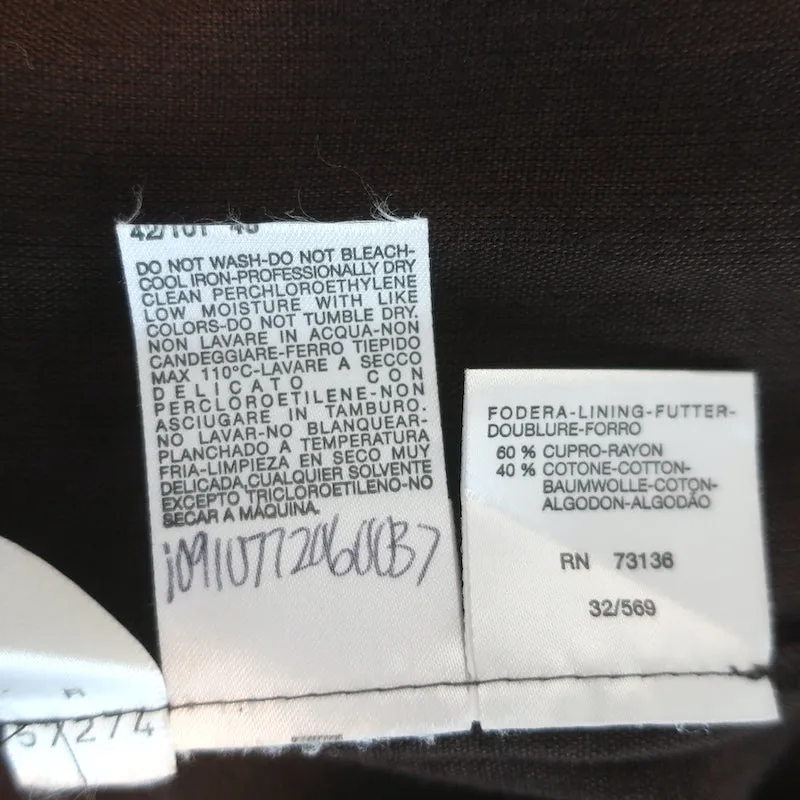 42/101 46
DO NOT WASH-DO NOT BLEACH-
COOL IRON-PROFESSIONALLY DRY
CLEAN PERCHLOROETHYLENE
LOW MOISTURE WITH LIKE
COLORS-DO NOT TUMBLE DRY.
NON LAVARE IN ACQUA-NON
CANDEGGIARE-FERRO TIEPIDO
MAX 110°C-LAVARE A SECCO
DELICATO CON
PERCLOROETILENE-NON
ASCIUGARE IN TAMBURO.
NO LAVAR-NO BLANQUEAR-
PLANCHADO A TEMPERATURA
FRIA-LIMPIEZA EN SECO MUY
DELICADA,CUALQUIER SOLVENTE
EXCEPTO TRICLOROETILENO-NO
SECAR A MAQUINA.
FODERA-LINING-FUTTER-
DOUBLURE-FORRO
60 % CUPRO-RAYON
40 % COTONE-COTTON-
BAUMWOLLE-COTON-
ALGODON-ALGODÃO
RN 73136
32/569
57274